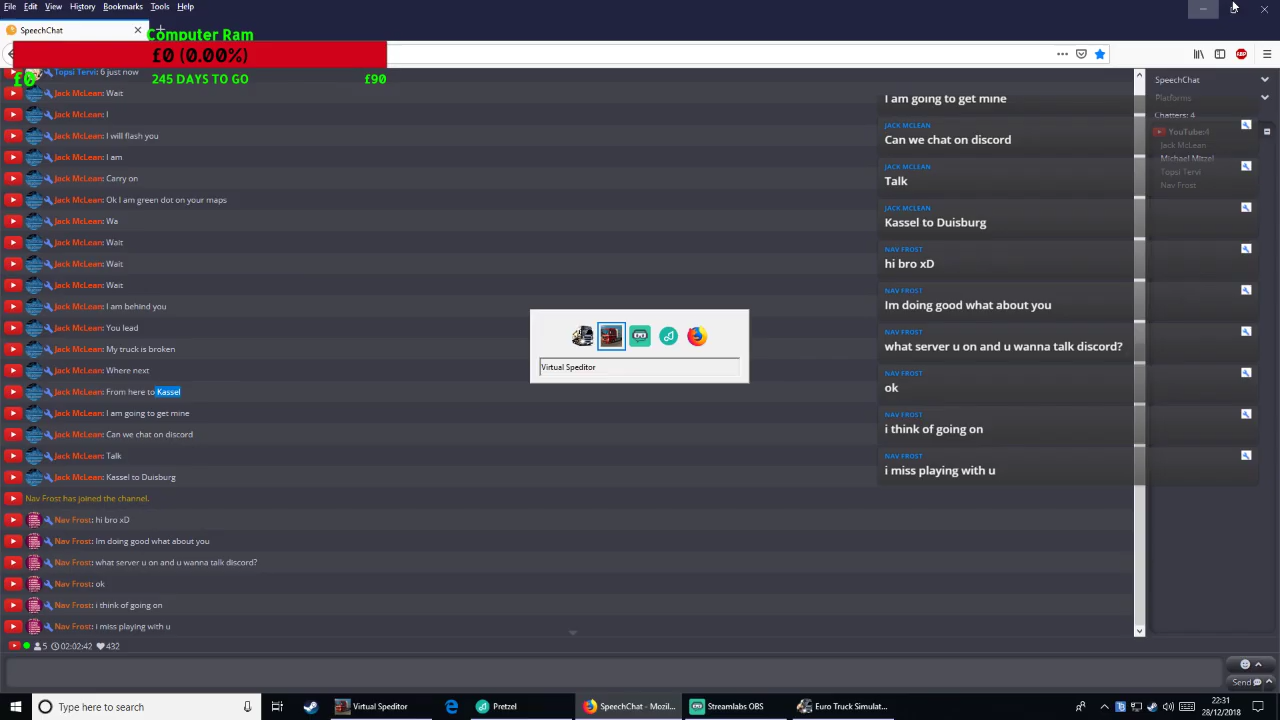 File Edit View History Bookmarks Tools Help
SpeechChat
Computer Ram
£0 (0.00%)
£0
245 DAYS TO GO
£90
Topsi Tervi: 6 just now
Jack McLean: Wait
Jack McLean: I
Jack McLean: I will flash you
Jack McLean: I am
Jack McLean: Carry on
Jack McLean: Ok I am green dot on your maps
Jack McLean: Wa
Jack McLean: Wait
Jack McLean: Wait
Jack McLean: Wait
Jack McLean: I am behind you
Jack McLean: You lead
Jack McLean: My truck is broken
Jack McLean: Where next
Jack McLean: From here to Kassel
Jack McLean: I am going to get mine
Jack McLean: Can we chat on discord
Jack McLean: Talk
Jack McLean: Kassel to Duisburg
Nav Frost has joined the channel.
Nav Frost: hi bro xD
Nav Frost: Im doing good what about you
Nav Frost: what server u on and u wanna talk discord?
Nav Frost: ok
Nav Frost: i think of going on
Nav Frost: i miss playing with u
5 02:02:42 432
Virtual Speditor
I am going to get mine
JACK MCLEAN
Can we chat on discord
JACK MCLEAN
Talk
JACK MCLEAN
Kassel to Duisburg
NAV FROST
hi bro xD
NAV FROST
Im doing good what about you
NAV FROST
what server u on and u wanna talk discord?
NAV FROST
ok
NAV FROST
i think of going on
NAV FROST
i miss playing with u
SpeechChat
Platforms
Chatters: 4
YouTube:4
Jack McLean
Michael Mitzel
Topsi Tervi
Nav Frost
Send
Type here to search
Virtual Speditor
Pretzel
SpeechChat - Mozil...
Streamlabs OBS
Euro Truck Simulat...
22:31
28/12/2018